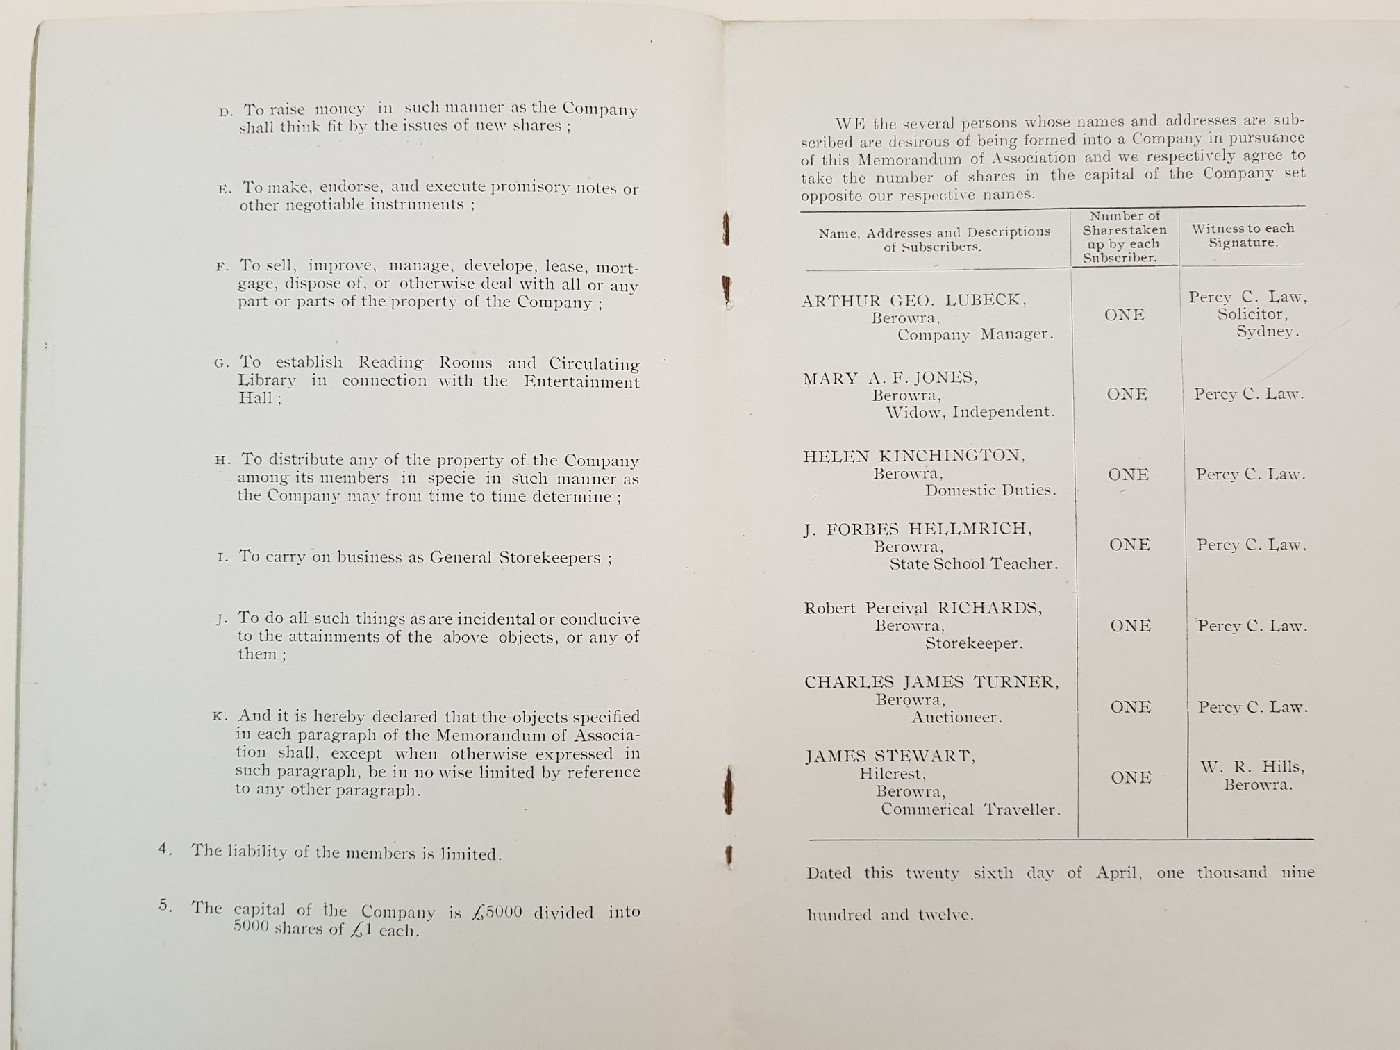 D. To raise money in such manner as the Company
shall think fit by the issues of new shares ;
E. To make, endorse, and execute promisory notes or
other negotiable instruments ;
F. To sell, improve, manage, develope, lease, mort-
gage, dispose of, or otherwise deal with all or any
part or parts of the property of the Company ;
G. To establish Reading Rooms and Circulating
Library in connection with the Entertainment
Hall ;
H. To distribute any of the property of the Company
among its members in specie in such manner as
the Company may from time to time determine ;
I. To carry on business as General Storekeepers ;
J. To do all such things as are incidental or conducive
to the attainments of the above objects, or any of
them ;
K. And it is hereby declared that the objects specified
in each paragraph of the Memorandum of Associa-
tion shall, except when otherwise expressed in
such paragraph, be in no wise limited by reference
to any other paragraph.
4. The liability of the members is limited.
5. The capital of the Company is £5000 divided into
5000 shares of £1 each.
WE the several persons whose names and addresses are sub-
scribed are desirous of being formed into a Company in pursuance
of this Memorandum of Association and we respectively agree to
take the number of shares in the capital of the Company set
opposite our respective names.
Name, Addresses and Descriptions
of Subscribers.
Number of
Shares taken
up by each
Subscriber.
Witness to each
Signature.
ARTHUR GEO. LUBECK,
Berowra,
Company Manager.
ONE
Percy C. Law,
Solicitor,
Sydney.
MARY A. F. JONES,
Berowra,
Widow, Independent.
ONE
Percy C. Law.
HELEN KINCHINGTON,
Berowra,
Domestic Duties.
ONE
Percy C. Law.
J. FORBES HELLMRICH,
Berowra,
State School Teacher.
ONE
Percy C. Law.
Robert Percival RICHARDS,
Berowra,
Storekeeper.
ONE
Percy C. Law.
CHARLES JAMES TURNER,
Berowra,
Auctioneer.
ONE
Percy C. Law.
JAMES STEWART,
Hilcrest,
Berowra,
Commerical Traveller.
ONE
W. R. Hills,
Berowra.
Dated this twenty sixth day of April, one thousand nine
hundred and twelve.